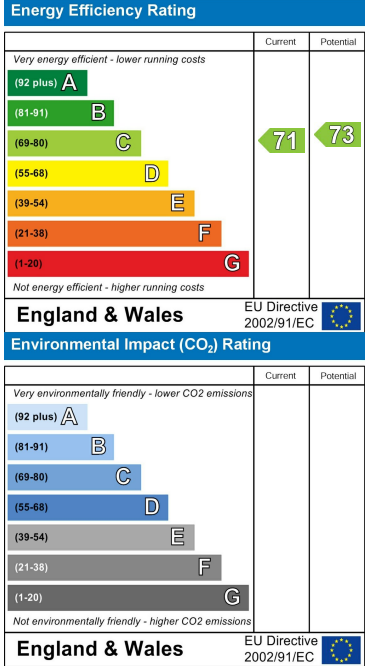 Energy Efficiency Rating
Current Potential
Very energy efficient - lower running costs
(92 plus) A
(81-91) B
(69-80) C 71 73
(55-68) D
(39-54) E
(21-38) F
(1-20) G
Not energy efficient - higher running costs
England & Wales EU Directive 2002/91/EC
Environmental Impact (CO₂) Rating
Current Potential
Very environmentally friendly - lower CO2 emissions
(92 plus) A
(81-91) B
(69-80) C
(55-68) D
(39-54) E
(21-38) F
(1-20) G
Not environmentally friendly - higher CO2 emissions
England & Wales EU Directive 2002/91/EC